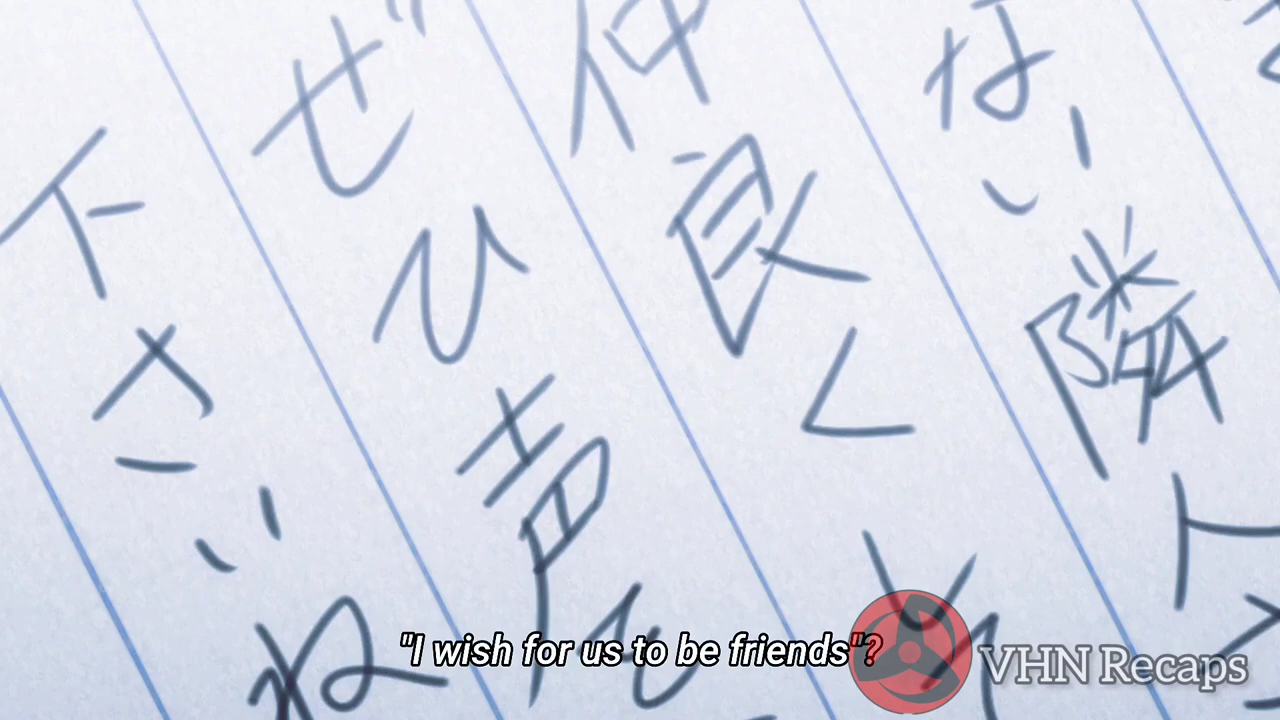 ない隣人
仲良く
ぜひ声を
下さいね
"I wish for us to be friends"?
VHN Recaps